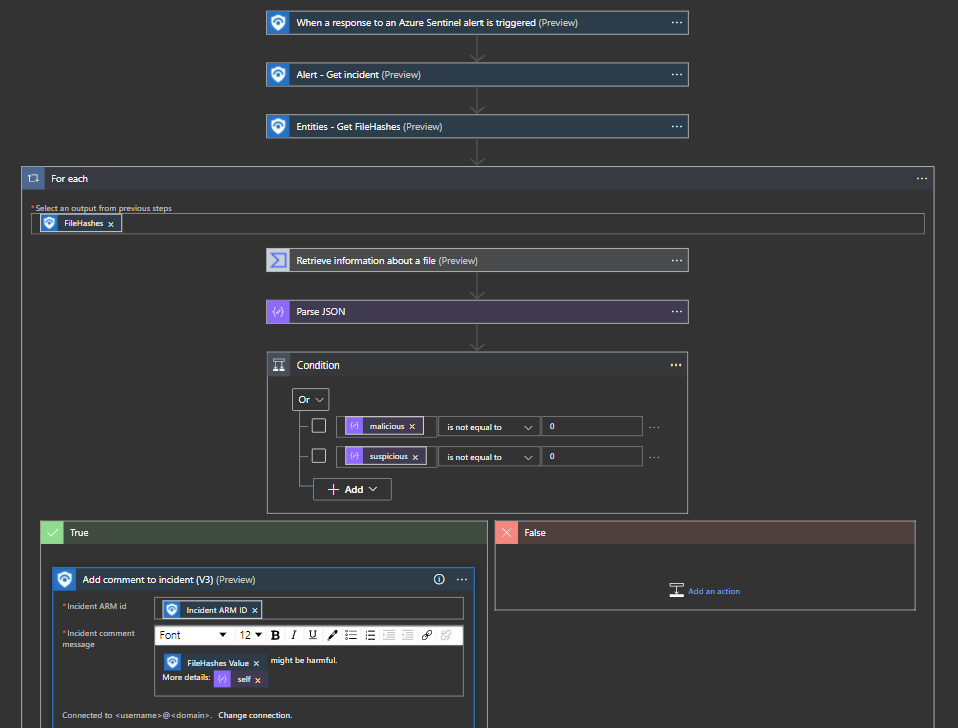 When a response to an Azure Sentinel alert is triggered (Preview)
Alert - Get incident (Preview)
Entities - Get FileHashes (Preview)
For each
*Select an output from previous steps
FileHashes
Retrieve information about a file (Preview)
Parse JSON
Condition
Or
malicious is not equal to 0
suspicious is not equal to 0
Add
True
False
Add comment to incident (V3) (Preview)
Add an action
*Incident ARM id Incident ARM ID
*Incident comment message
Font 12 B I U
FileHashes Value might be harmful.
More details: self
Connected to <username>@<domain>. Change connection.